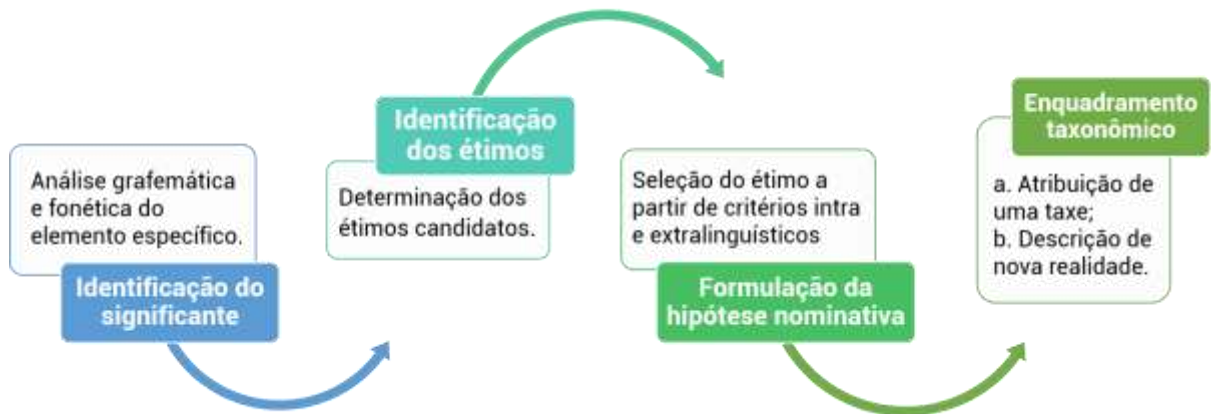 Análise grafemática
e fonética do
elemento específico.
Identificação do
significante
Identificação
dos étimos
Determinação dos
étimos candidatos.
Seleção do étimo a
partir de critérios intra
e extralinguísticos
Formulação da
hipótese nominativa
Enquadramento
taxonômico
a. Atribuição de
uma taxe;
b. Descrição de
nova realidade.